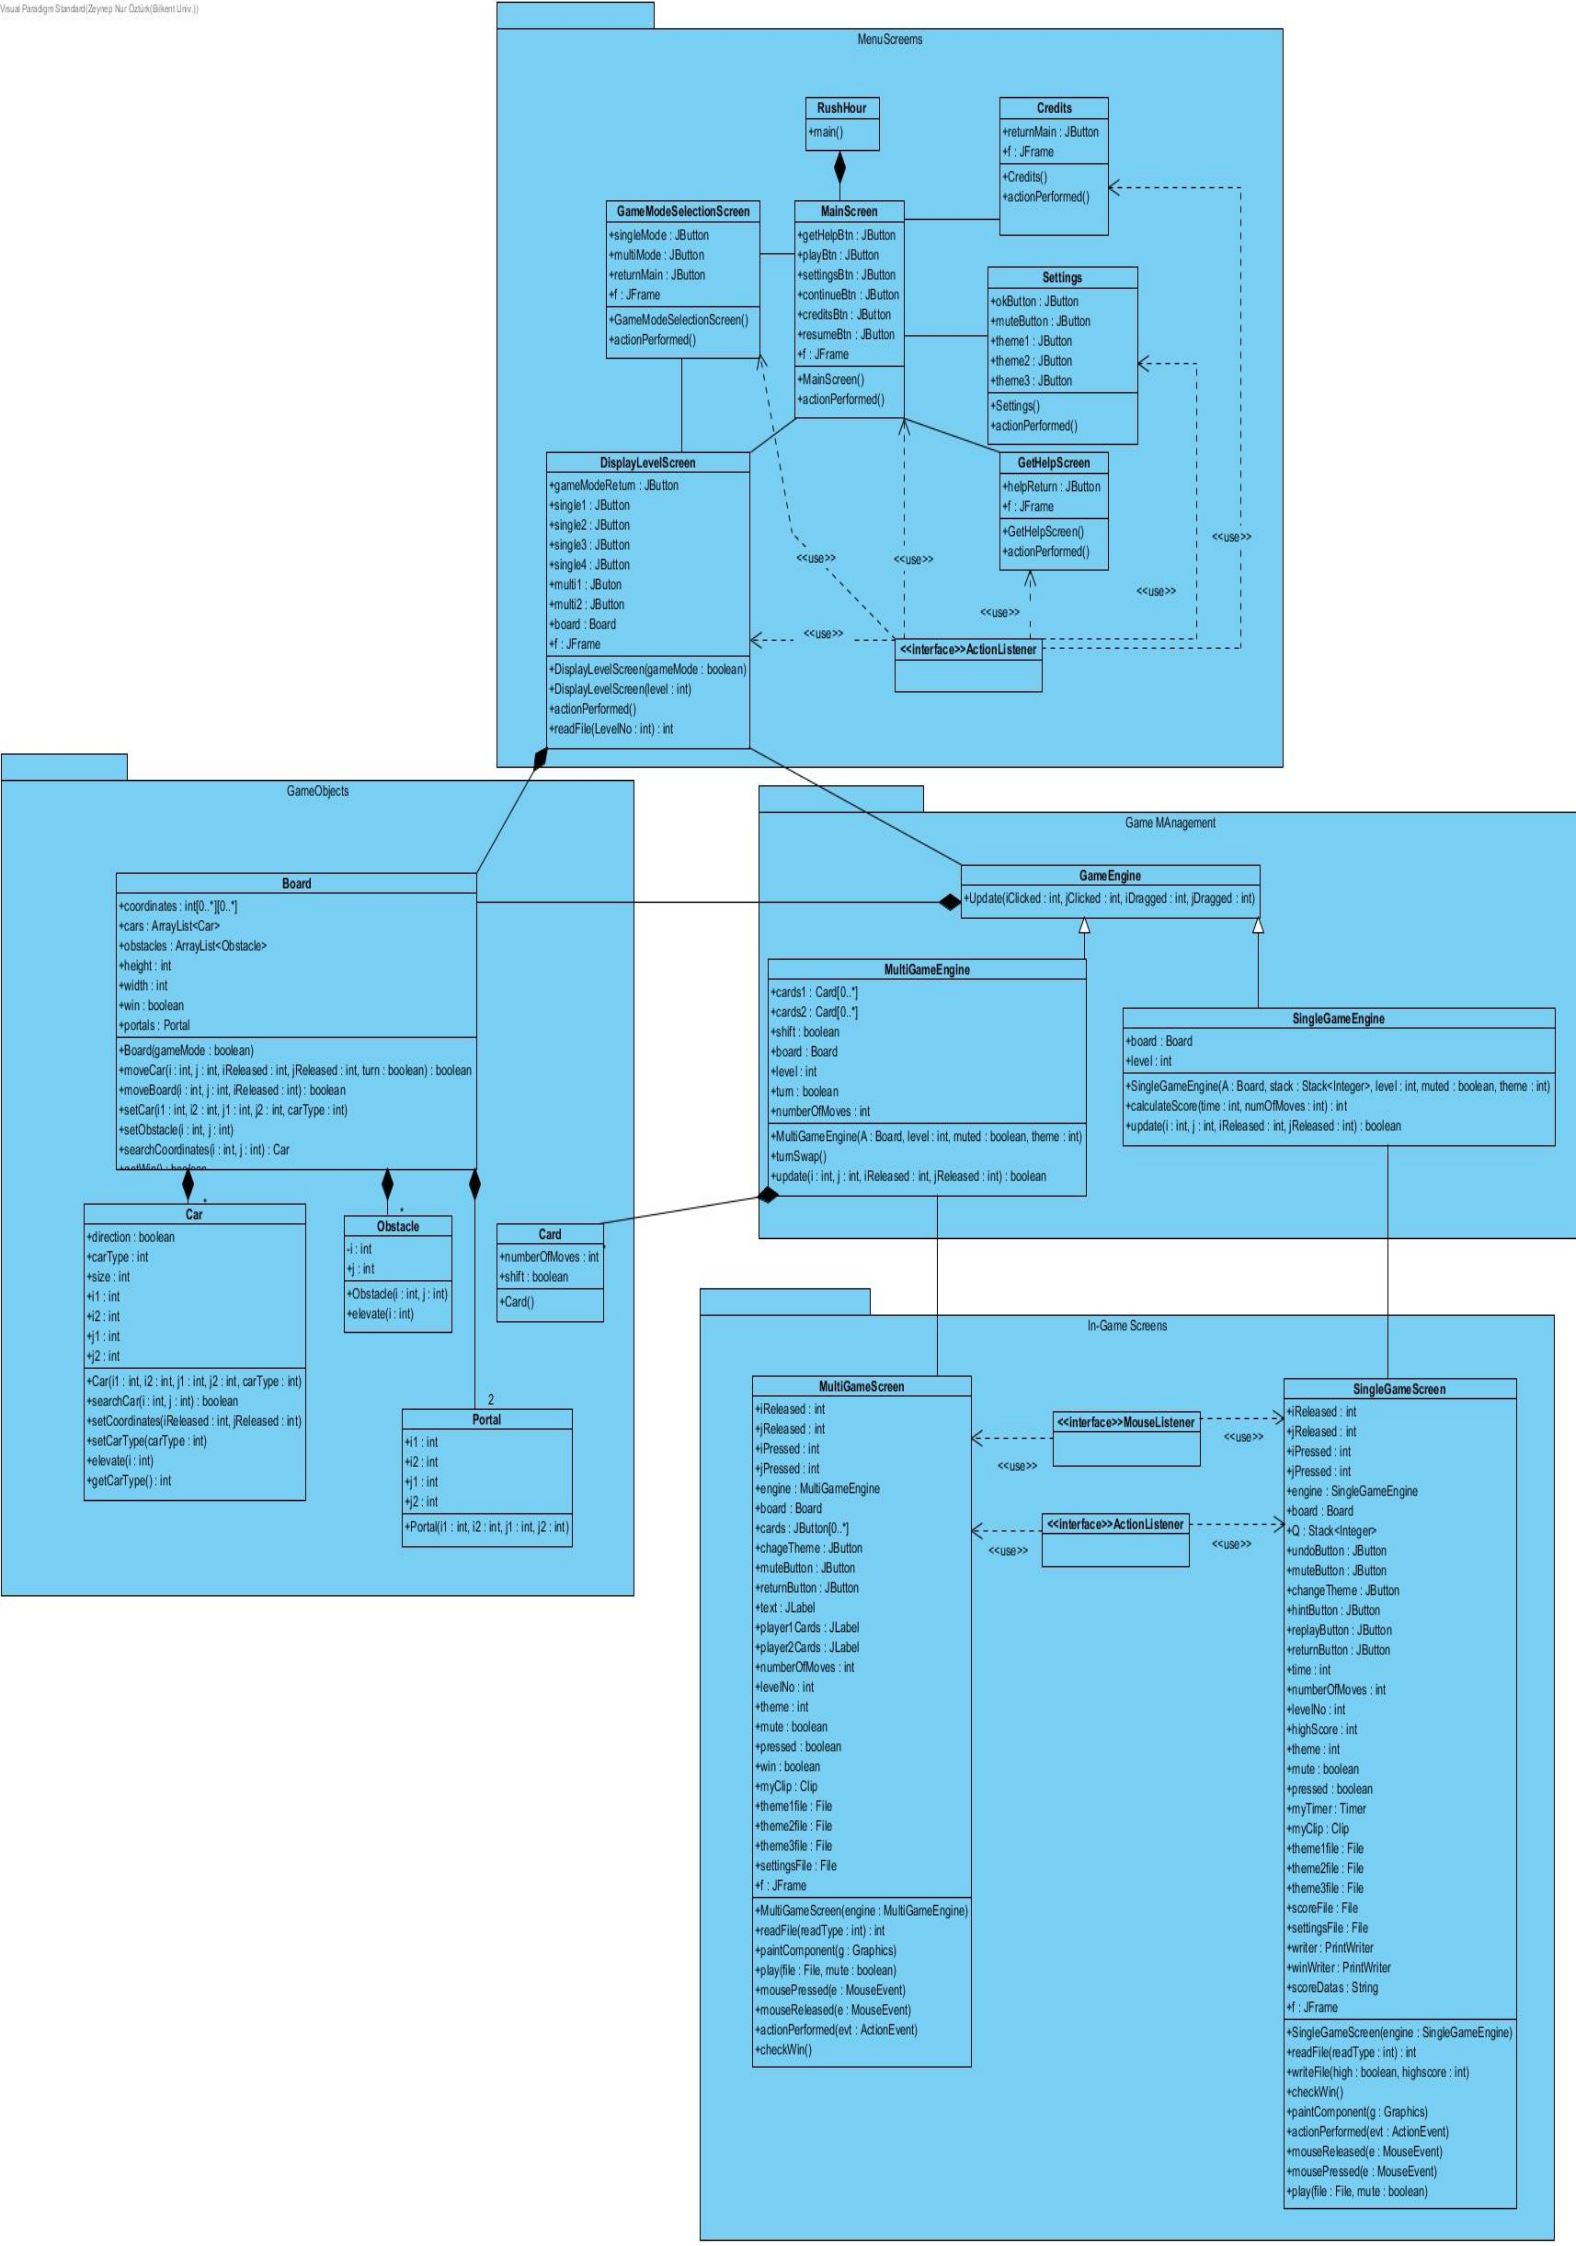 Visual Paradigm Standard(Zeynep Nur Öztürk(Bilkent Univ.))
MenuScreems
RushHour
+main()
Credits
+returnMain : JButton
+f : JFrame
+Credits()
+actionPerformed()
GameModeSelectionScreen
+singleMode : JButton
+multiMode : JButton
+returnMain : JButton
+f : JFrame
+GameModeSelectionScreen()
+actionPerformed()
MainScreen
+getHelpBtn : JButton
+playBtn : JButton
+settingsBtn : JButton
+continueBtn : JButton
+creditsBtn : JButton
+resumeBtn : JButton
+f : JFrame
+MainScreen()
+actionPerformed()
Settings
+okButton : JButton
+muteButton : JButton
+theme1 : JButton
+theme2 : JButton
+theme3 : JButton
+Settings()
+actionPerformed()
DisplayLevelScreen
+gameModeReturn : JButton
+single1 : JButton
+single2 : JButton
+single3 : JButton
+single4 : JButton
+multi1 : JButon
+multi2 : JButton
+board : Board
+f : JFrame
+DisplayLevelScreen(gameMode : boolean)
+DisplayLevelScreen(level : int)
+actionPerformed()
+readFile(LevelNo : int) : int
GetHelpScreen
+helpReturn : JButton
+f : JFrame
+GetHelpScreen()
+actionPerformed()
<<use>>
<<use>>
<<use>>
<<use>>
<<use>>
<<use>>
<<interface>>ActionListener
GameObjects
Board
+coordinates : int[0..*][0..*]
+cars : ArrayList<Car>
+obstacles : ArrayList<Obstacle>
+height : int
+width : int
+win : boolean
+portals : Portal
+Board(gameMode : boolean)
+moveCar(i : int, j : int, iReleased : int, jReleased : int, turn : boolean) : boolean
+moveBoard(i : int, j : int, iReleased : int) : boolean
+setCar(i1 : int, i2 : int, j1 : int, j2 : int, carType : int)
+setObstacle(i : int, j : int)
+searchCoordinates(i : int, j : int) : Car
+getWin() : boolean
*
Car
+direction : boolean
+carType : int
+size : int
+i1 : int
+i2 : int
+j1 : int
+j2 : int
+Car(i1 : int, i2 : int, j1 : int, j2 : int, carType : int)
+searchCar(i : int, j : int) : boolean
+setCoordinates(iReleased : int, jReleased : int)
+setCarType(carType : int)
+elevate(i : int)
+getCarType() : int
*
Obstacle
-i : int
+j : int
+Obstacle(i : int, j : int)
+elevate(i : int)
Card
+numberOfMoves : int
+shift : boolean
+Card()
*
2
Portal
+i1 : int
+i2 : int
+j1 : int
+j2 : int
+Portal(i1 : int, i2 : int, j1 : int, j2 : int)
Game MAnagement
GameEngine
+Update(iClicked : int, jClicked : int, iDragged : int, jDragged : int)
MultiGameEngine
+cards1 : Card[0..*]
+cards2 : Card[0..*]
+shift : boolean
+board : Board
+level : int
+turn : boolean
+numberOfMoves : int
+MultiGameEngine(A : Board, level : int, muted : boolean, theme : int)
+turnSwap()
+update(i : int, j : int, iReleased : int, jReleased : int) : boolean
SingleGameEngine
+board : Board
+level : int
+SingleGameEngine(A : Board, stack : Stack<Integer>, level : int, muted : boolean, theme : int)
+calculateScore(time : int, numOfMoves : int) : int
+update(i : int, j : int, iReleased : int, jReleased : int) : boolean
In-Game Screens
MultiGameScreen
+iReleased : int
+jReleased : int
+iPressed : int
+jPressed : int
+engine : MultiGameEngine
+board : Board
+cards : JButton[0..*]
+chageTheme : JButton
+muteButton : JButton
+returnButton : JButton
+text : JLabel
+player1Cards : JLabel
+player2Cards : JLabel
+numberOfMoves : int
+levelNo : int
+theme : int
+mute : boolean
+pressed : boolean
+win : boolean
+myClip : Clip
+theme1file : File
+theme2file : File
+theme3file : File
+settingsFile : File
+f : JFrame
+MultiGameScreen(engine : MultiGameEngine)
+readFile(readType : int) : int
+paintComponent(g : Graphics)
+play(file : File, mute : boolean)
+mousePressed(e : MouseEvent)
+mouseReleased(e : MouseEvent)
+actionPerformed(evt : ActionEvent)
+checkWin()
<<interface>>MouseListener
<<use>>
<<use>>
<<interface>>ActionListener
<<use>>
<<use>>
SingleGameScreen
+iReleased : int
+jReleased : int
+iPressed : int
+jPressed : int
+engine : SingleGameEngine
+board : Board
+Q : Stack<Integer>
+undoButton : JButton
+muteButton : JButton
+changeTheme : JButton
+hintButton : JButton
+replayButton : JButton
+returnButton : JButton
+time : int
+numberOfMoves : int
+levelNo : int
+highScore : int
+theme : int
+mute : boolean
+pressed : boolean
+myTimer : Timer
+myClip : Clip
+theme1file : File
+theme2file : File
+theme3file : File
+scoreFile : File
+settingsFile : File
+writer : PrintWriter
+winWriter : PrintWriter
+scoreDatas : String
+f : JFrame
+SingleGameScreen(engine : SingleGameEngine)
+readFile(readType : int) : int
+writeFile(high : boolean, highscore : int)
+checkWin()
+paintComponent(g : Graphics)
+actionPerformed(evt : ActionEvent)
+mouseReleased(e : MouseEvent)
+mousePressed(e : MouseEvent)
+play(file : File, mute : boolean)